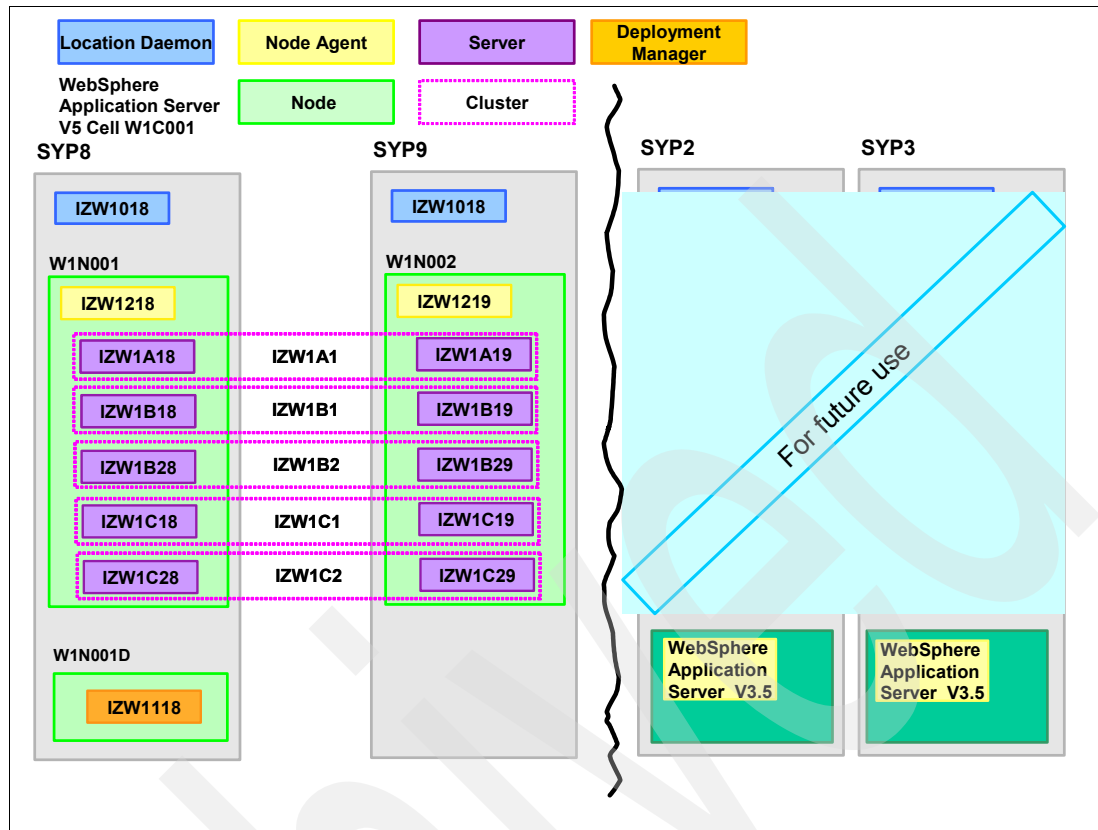 Location Daemon
Node Agent
Server
Deployment
Manager
WebSphere
Application Server
V5 Cell W1C001
Node
Cluster
SYP8
SYP9
SYP2
SYP3
IZW1018
IZW1018
W1N001
W1N002
IZW1218
IZW1219
IZW1A18
IZW1A1
IZW1A19
IZW1B18
IZW1B1
IZW1B19
IZW1B28
IZW1B2
IZW1B29
IZW1C18
IZW1C1
IZW1C19
IZW1C28
IZW1C2
IZW1C29
For future use
W1N001D
IZW1118
WebSphere
Application
Server V3.5
WebSphere
Application
Server V3.5